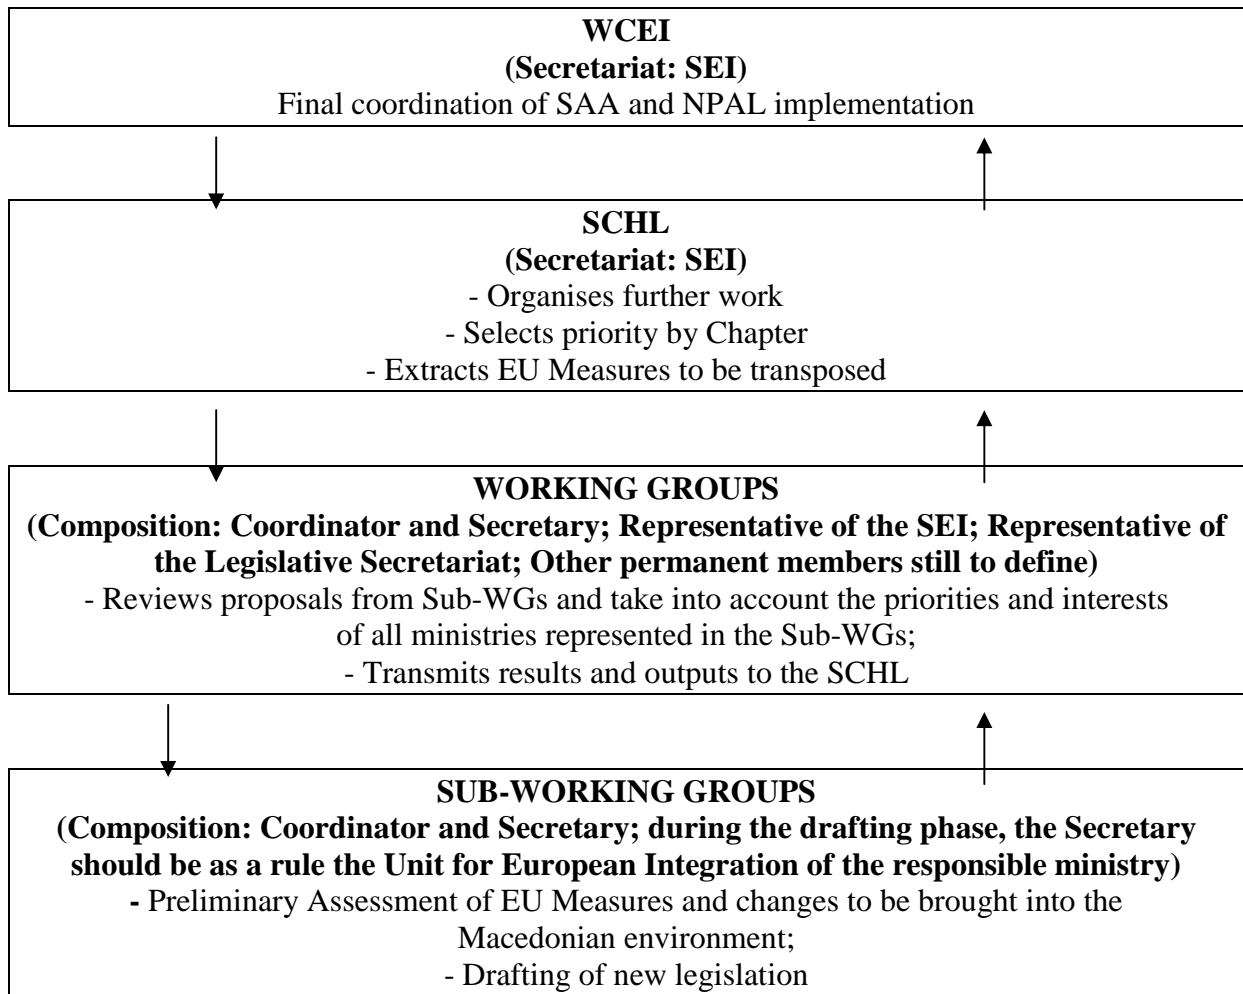 WCEI
(Secretariat: SEI)
Final coordination of SAA and NPAL implementation
SCHL
(Secretariat: SEI)
- Organises further work
- Selects priority by Chapter
- Extracts EU Measures to be transposed
WORKING GROUPS
(Composition: Coordinator and Secretary; Representative of the SEI; Representative of
the Legislative Secretariat; Other permanent members still to define)
- Reviews proposals from Sub-WGs and take into account the priorities and interests
of all ministries represented in the Sub-WGs;
- Transmits results and outputs to the SCHL
SUB-WORKING GROUPS
(Composition: Coordinator and Secretary; during the drafting phase, the Secretary
should be as a rule the Unit for European Integration of the responsible ministry)
- Preliminary Assessment of EU Measures and changes to be brought into the
Macedonian environment;
- Drafting of new legislation